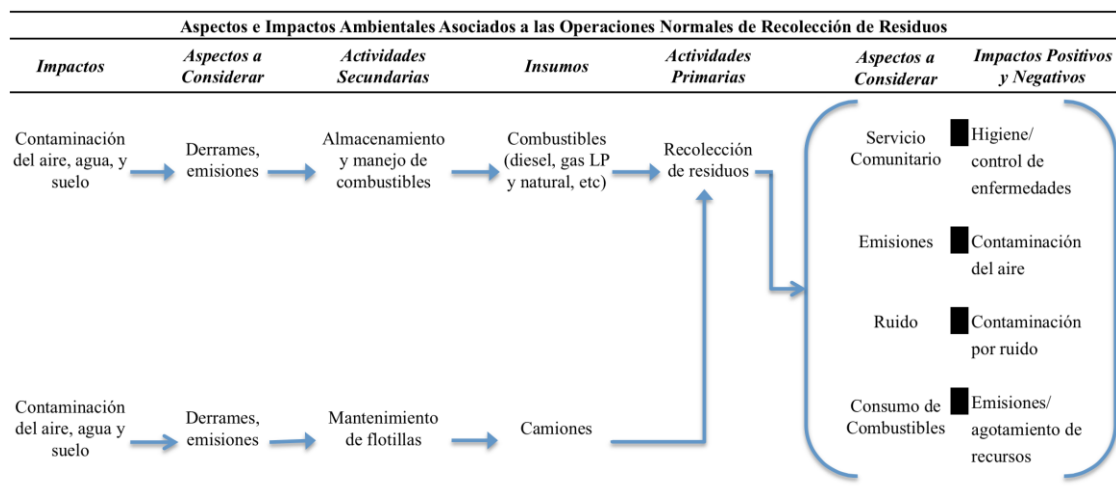 Aspectos e Impactos Ambientales Asociados a las Operaciones Normales de Recolección de Residuos
Impactos
Aspectos a
Considerar
Actividades
Secundarias
Insumos
Actividades
Primarias
Aspectos a
Considerar
Impactos Positivos
y Negativos
Contaminación
del aire, agua, y
suelo
Derrames,
emisiones
Almacenamiento
y manejo de
combustibles
Combustibles
(diesel, gas LP
y natural, etc)
Recolección
de residuos
Servicio
Comunitario
Higiene/
control de
enfermedades
Emisiones
Contaminación
del aire
Ruido
Contaminación
por ruido
Consumo de
Combustibles
Emisiones/
agotamiento de
recursos
Contaminación
del aire, agua y
suelo
Derrames,
emisiones
Mantenimiento
de flotillas
Camiones